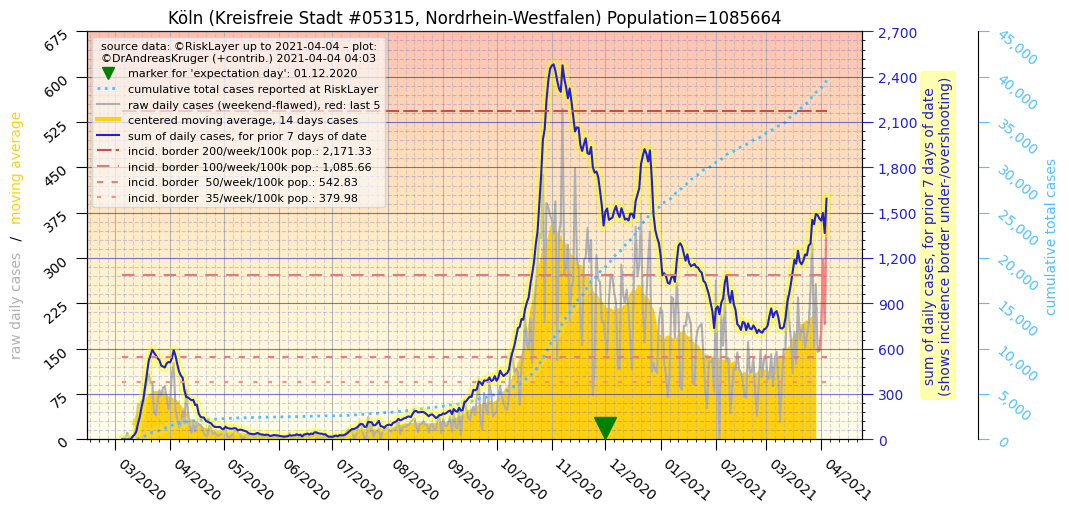 Köln (Kreisfreie Stadt #05315, Nordrhein-Westfalen) Population=1085664
source data: ©RiskLayer up to 2021-04-04 – plot:
©DrAndreasKruger (+contrib.) 2021-04-04 04:03
marker for 'expectation day': 01.12.2020
cumulative total cases reported at RiskLayer
raw daily cases (weekend-flawed), red: last 5
centered moving average, 14 days cases
sum of daily cases, for prior 7 days of date
incid. border 200/week/100k pop.: 2,171.33
incid. border 100/week/100k pop.: 1,085.66
incid. border  50/week/100k pop.: 542.83
incid. border  35/week/100k pop.: 379.98
raw daily cases / moving average
675
600
525
450
375
300
225
150
75
0
2,700
2,400
2,100
1,800
1,500
1,200
900
600
300
0
sum of daily cases, for prior 7 days of date
(shows incidence border under-/overshooting)
45,000
40,000
35,000
30,000
25,000
20,000
15,000
10,000
5,000
0
cumulative total cases
03/2020
04/2020
05/2020
06/2020
07/2020
08/2020
09/2020
10/2020
11/2020
12/2020
01/2021
02/2021
03/2021
04/2021